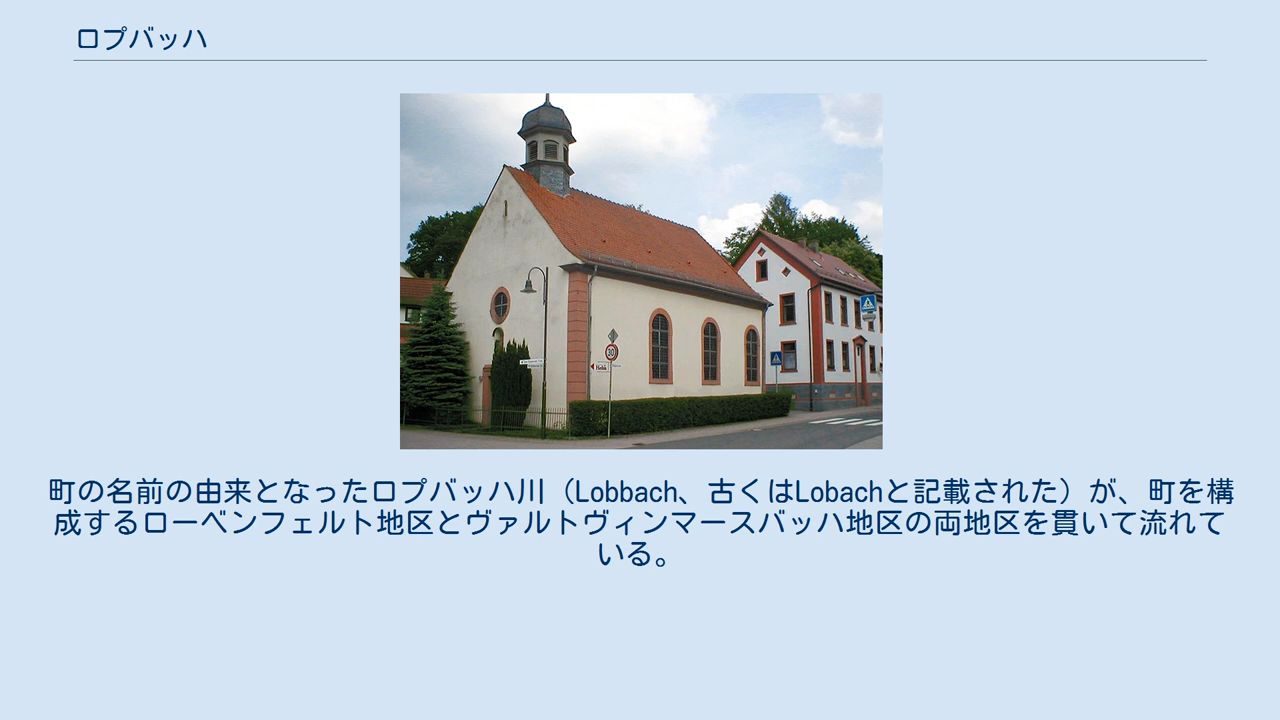 ロプバッハ
30
町の名前の由来となったロプバッハ川（Lobbach、古くはLobachと記載された）が、町を構
成するローベンフェルト地区とヴァルトヴィンマースバッハ地区の両地区を貫いて流れて
いる。